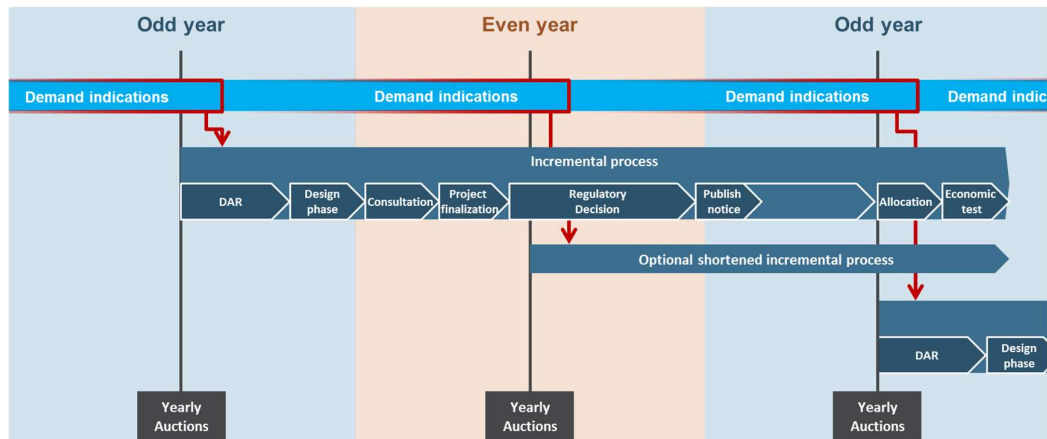 Odd year
Even year
Odd year
Demand indications
Demand indications
Demand indications
Demand indic
Incremental process
DAR
Design
phase
Consultation
Project
finalization
Regulatory
Decision
Publish
notice
Allocation
Economic
test
Optional shortened incremental process
DAR
Design
phase
Yearly
Auctions
Yearly
Auctions
Yearly
Auctions